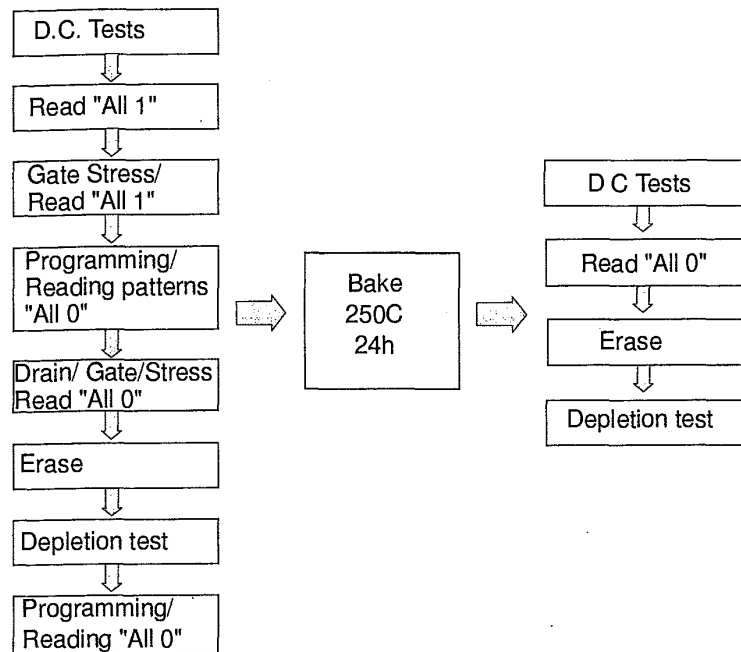 D.C. Tests
Read "All 1"
Gate Stress/
Read "All 1"
Programming/
Reading patterns
"All 0"
Drain/ Gate/Stress
Read "All 0"
Erase
Depletion test
Programming/
Reading "All 0"
Bake
250C
24h
D C Tests
Read "All 0"
Erase
Depletion test